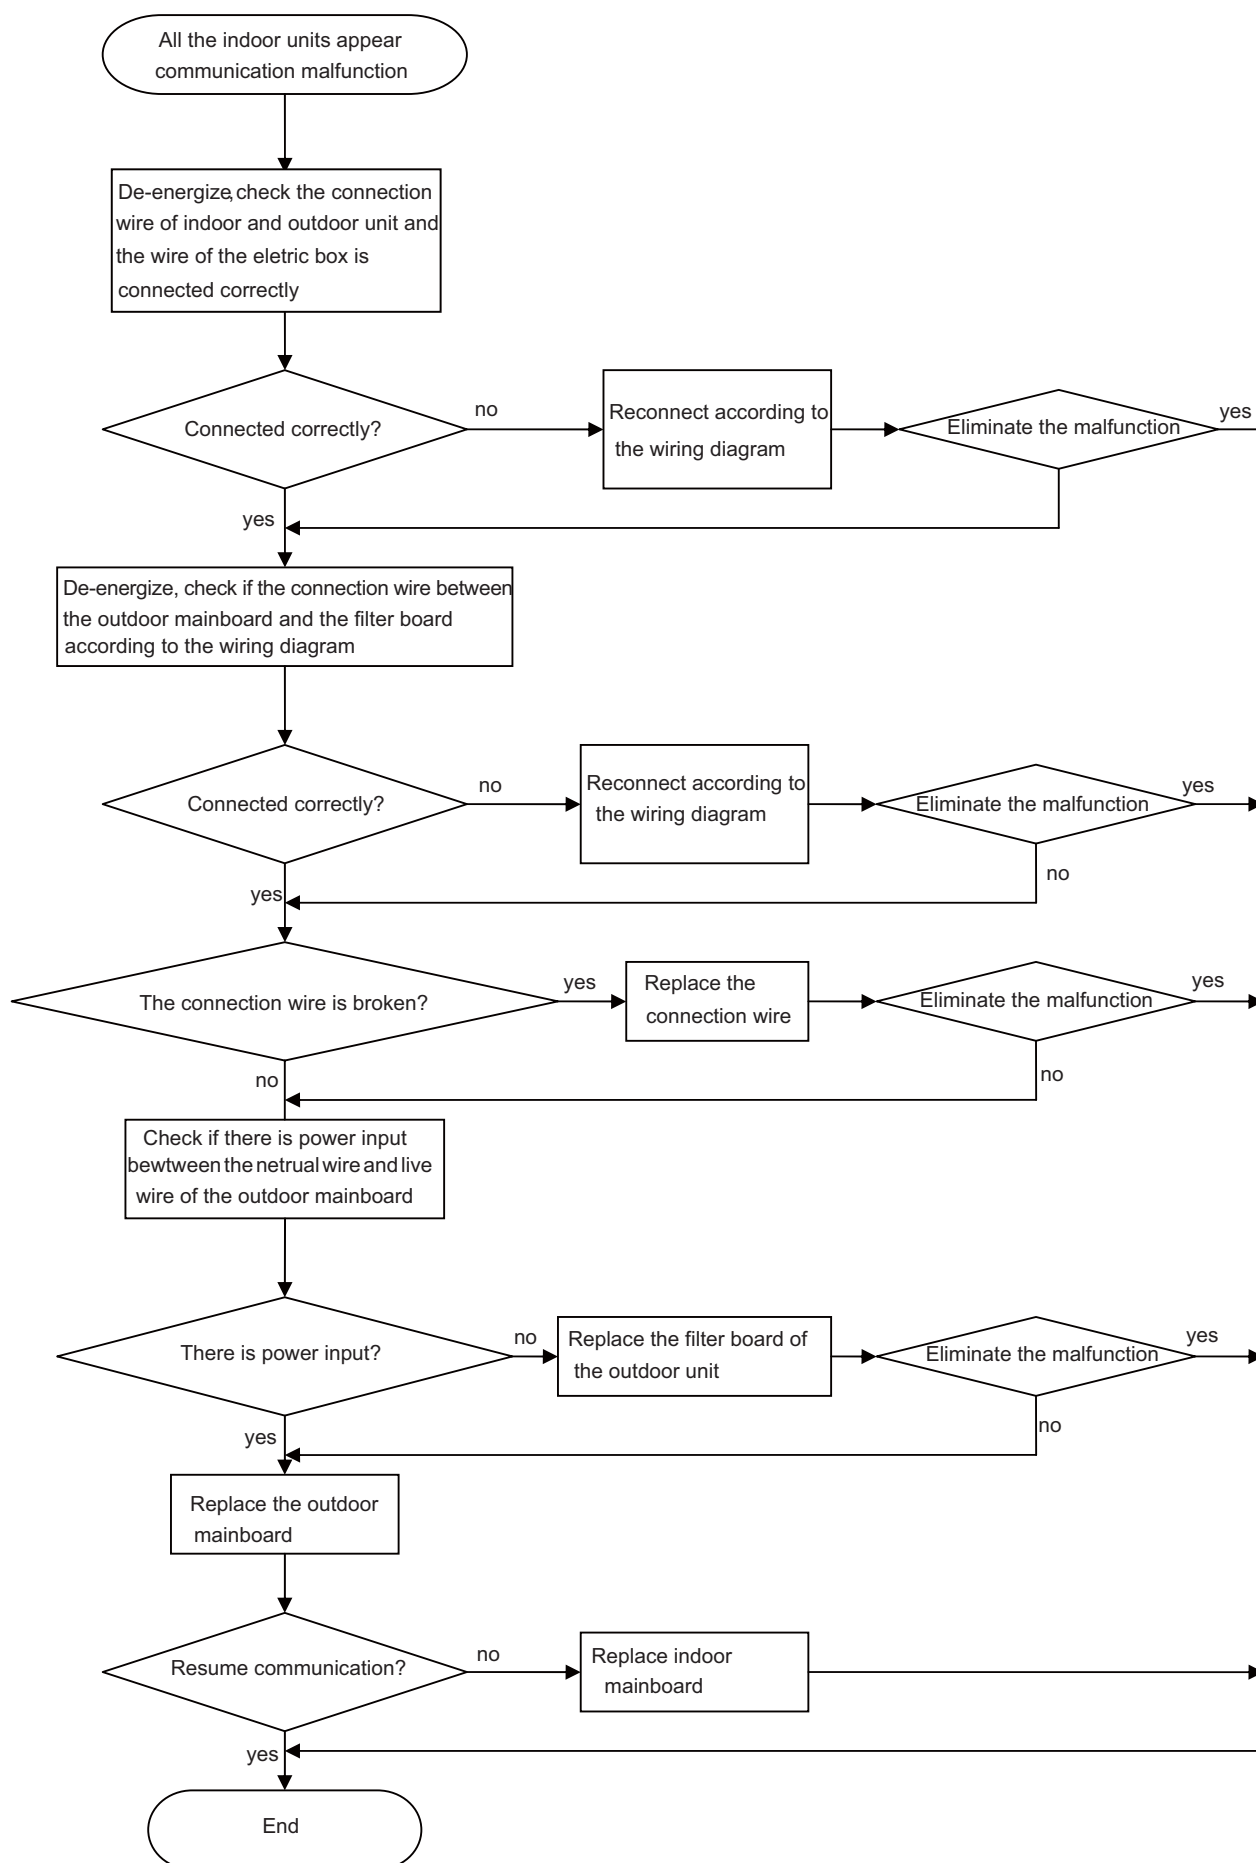 All the indoor units appear
communication malfunction
De-energize,check the connection
wire of indoor and outdoor unit and
the wire of the eletric box is
connected correctly
Connected correctly?
no
Reconnect according to
the wiring diagram
Eliminate the malfunction
yes
yes
De-energize, check if the connection wire between
the outdoor mainboard and the filter board
according to the wiring diagram
Connected correctly?
no
Reconnect according to
the wiring diagram
Eliminate the malfunction
yes
no
yes
The connection wire is broken?
yes
Replace the
connection wire
Eliminate the malfunction
yes
no
no
Check if there is power input
bewtween the netrual wire and live
wire of the outdoor mainboard
There is power input?
no
Replace the filter board of
the outdoor unit
Eliminate the malfunction
yes
no
yes
Replace the outdoor
mainboard
Resume communication?
no
Replace indoor
mainboard
yes
End